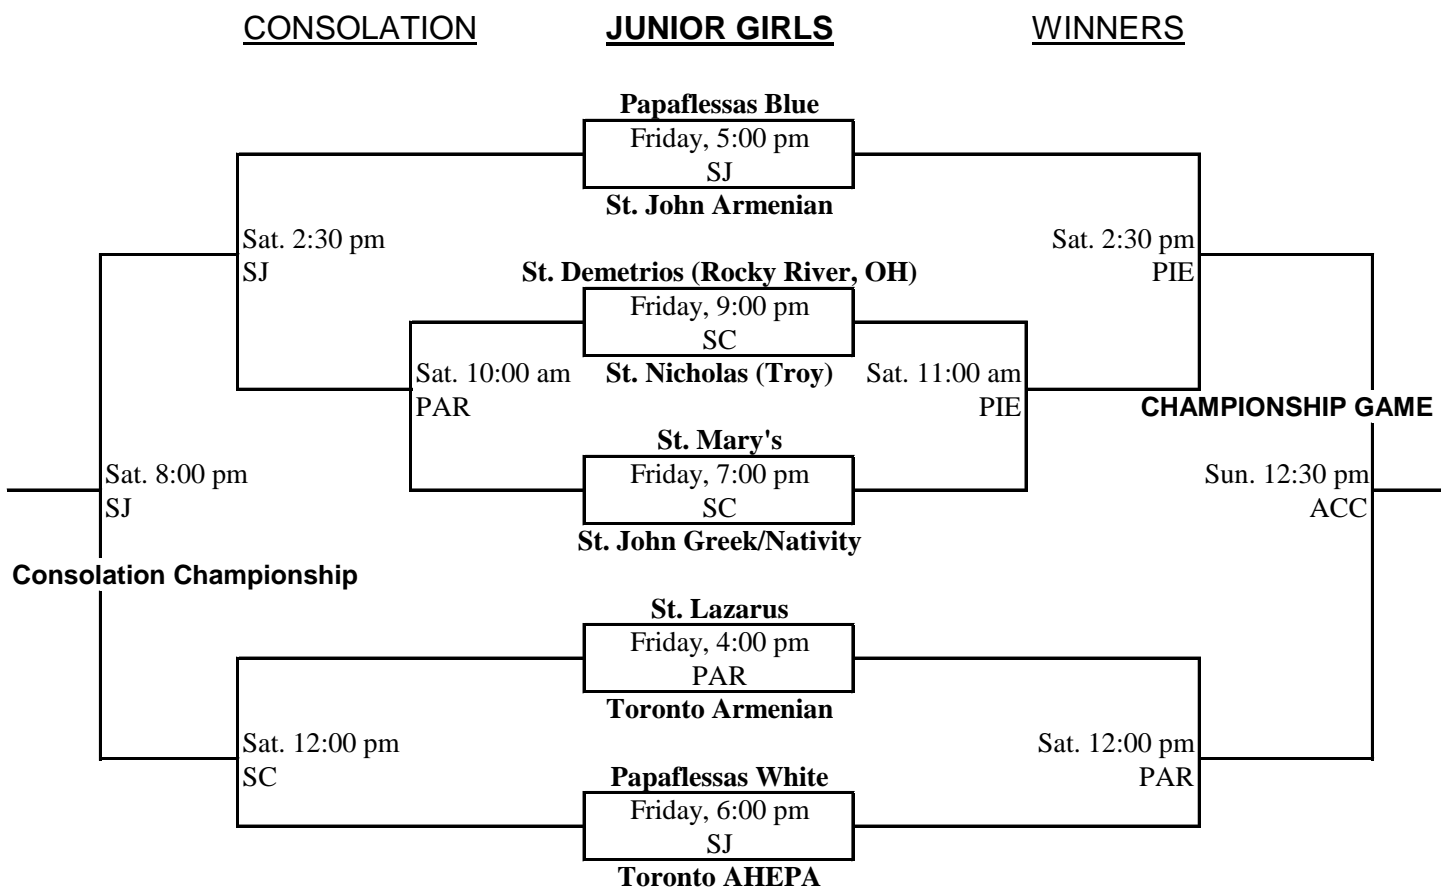 CONSOLATION JUNIOR GIRLS WINNERS
Papaflessas Blue
Friday, 5:00 pm
SJ
St. John Armenian
Sat. 2:30 pm
SJ
Sat. 2:30 pm
PIE
St. Demetrios (Rocky River, OH)
Friday, 9:00 pm
SC
St. Nicholas (Troy)
Sat. 10:00 am
PAR
Sat. 11:00 am
PIE
CHAMPIONSHIP GAME
St. Mary's
Friday, 7:00 pm
SC
St. John Greek/Nativity
Sat. 8:00 pm
SJ
Sun. 12:30 pm
ACC
Consolation Championship
St. Lazarus
Friday, 4:00 pm
PAR
Toronto Armenian
Sat. 12:00 pm
SC
Sat. 12:00 pm
PAR
Papaflessas White
Friday, 6:00 pm
SJ
Toronto AHEPA